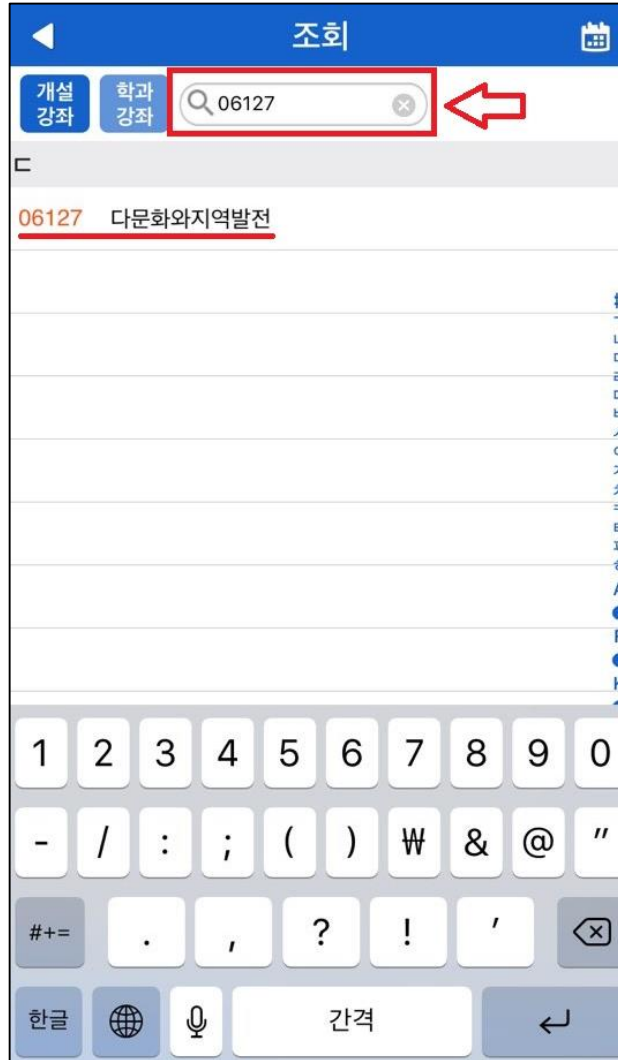 조회
개설
강좌
학과
강좌
06127
ㄷ
06127 다문화와지역발전
1 2 3 4 5 6 7 8 9 0
- / : ; ( ) ₩ & @ "
#+= . , ? ! '
한글 간격